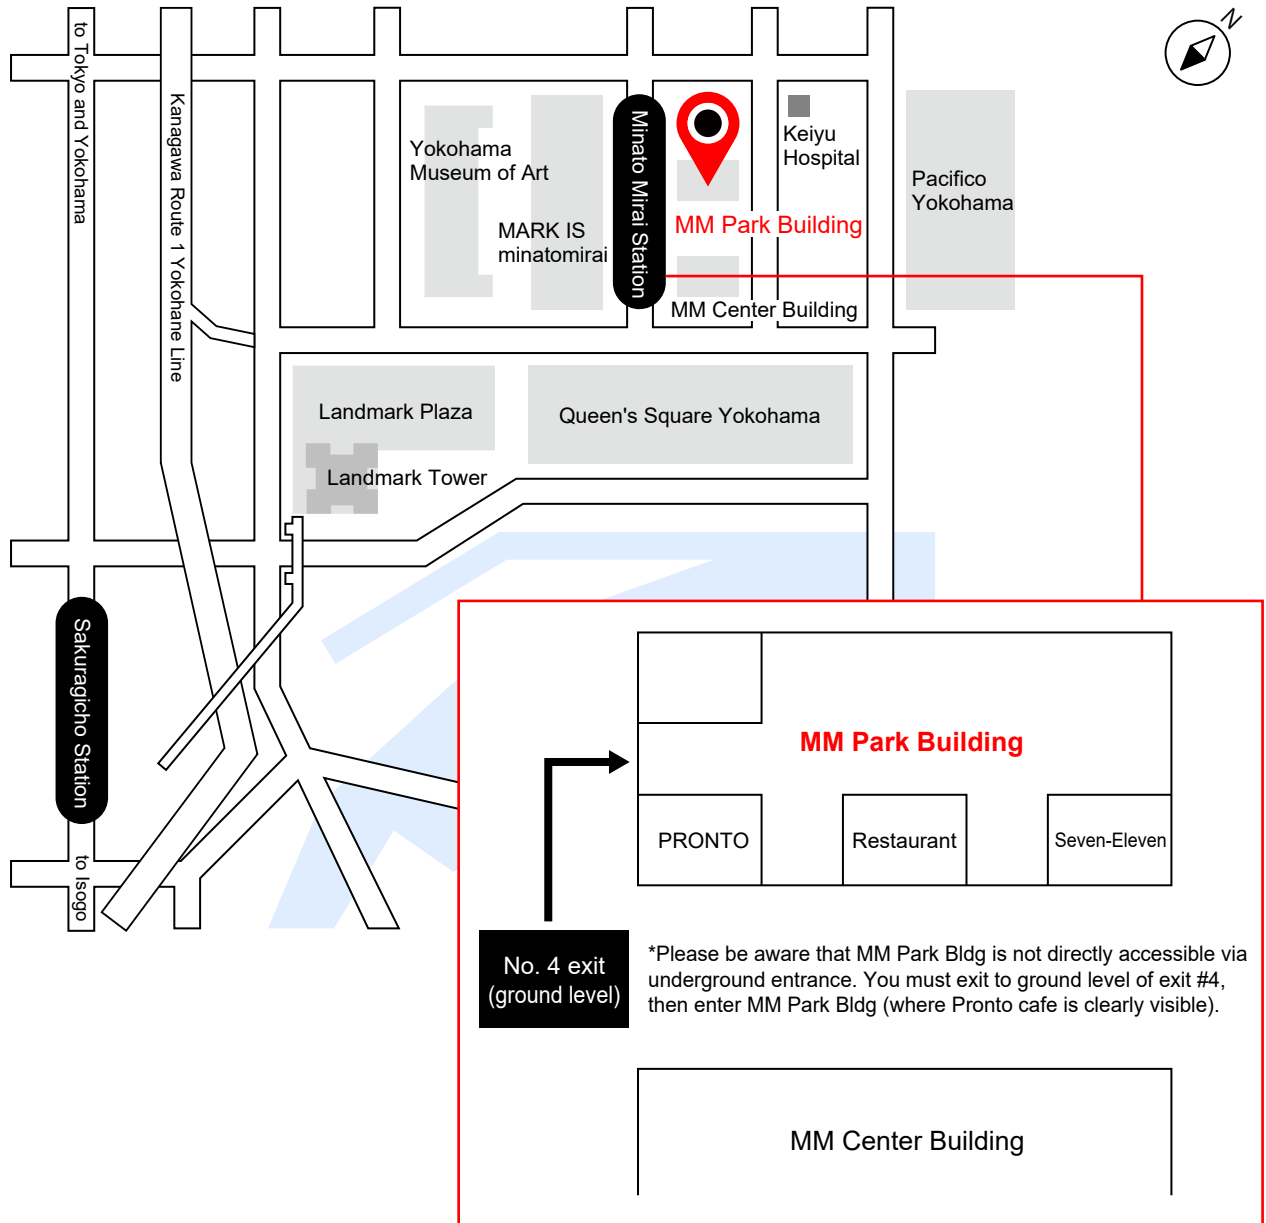 N
to Tokyo and Yokohama
Kanagawa Route 1 Yokohane Line
Yokohama
Museum of Art
MARK IS
minatomirai
Minato Mirai Station
MM Park Building
MM Center Building
Keiyu
Hospital
Pacifico
Yokohama
Landmark Plaza
Landmark Tower
Queen's Square Yokohama
Sakuragicho Station
to Isogo
MM Park Building
PRONTO
Restaurant
Seven-Eleven
No. 4 exit
(ground level)
*Please be aware that MM Park Bldg is not directly accessible via
underground entrance. You must exit to ground level of exit #4,
then enter MM Park Bldg (where Pronto cafe is clearly visible).
MM Center Building